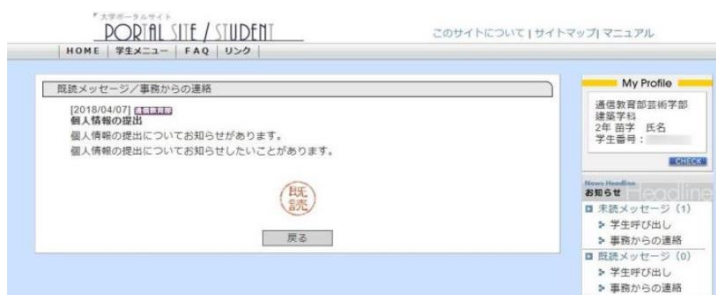 大学ポータルサイト
PORTAL SITE / STUDENT
このサイトについて | サイトマップ | マニュアル
HOME | 学生メニュー | FAQ | リンク
既読メッセージ／事務からの連絡
[2018/04/07] 通信教育部
個人情報の提出
個人情報の提出についてお知らせがあります。
個人情報の提出についてお知らせしたいことがあります。
既読
戻る
My Profile
通信教育部芸術学部
建築学科
2年 苗字 氏名
学生番号：
CHECK
News Headline
お知らせ
Headline
未読メッセージ（1）
学生呼び出し
事務からの連絡
既読メッセージ（0）
学生呼び出し
事務からの連絡